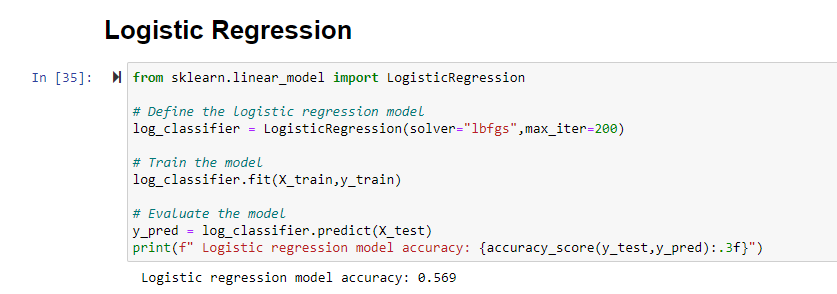 Logistic Regression
In [35]: from sklearn.linear_model import LogisticRegression
# Define the logistic regression model
log_classifier = LogisticRegression(solver="lbfgs",max_iter=200)
# Train the model
log_classifier.fit(X_train,y_train)
# Evaluate the model
y_pred = log_classifier.predict(X_test)
print(f" Logistic regression model accuracy: {accuracy_score(y_test,y_pred):.3f}")
Logistic regression model accuracy: 0.569